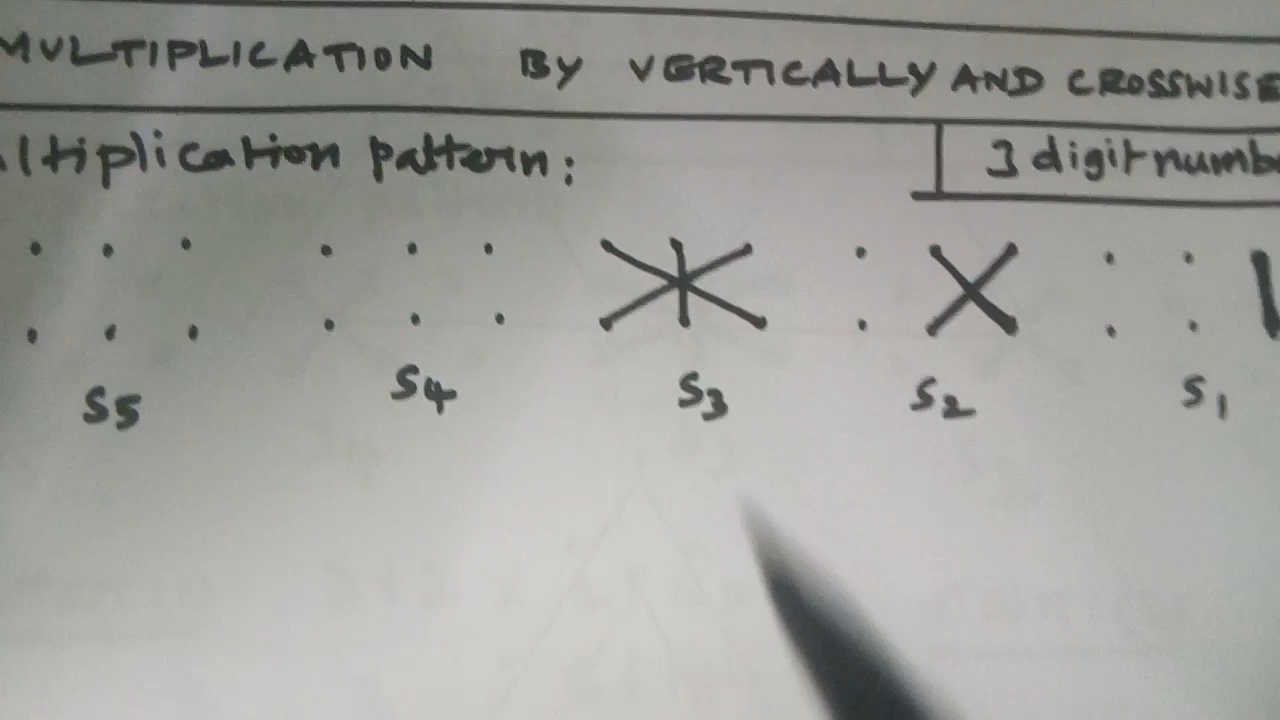 MULTIPLICATION BY VERTICALLY AND CROSSWISE
ltiplication pattern:
3 digit numb
S5 S4 S3 S2 S1